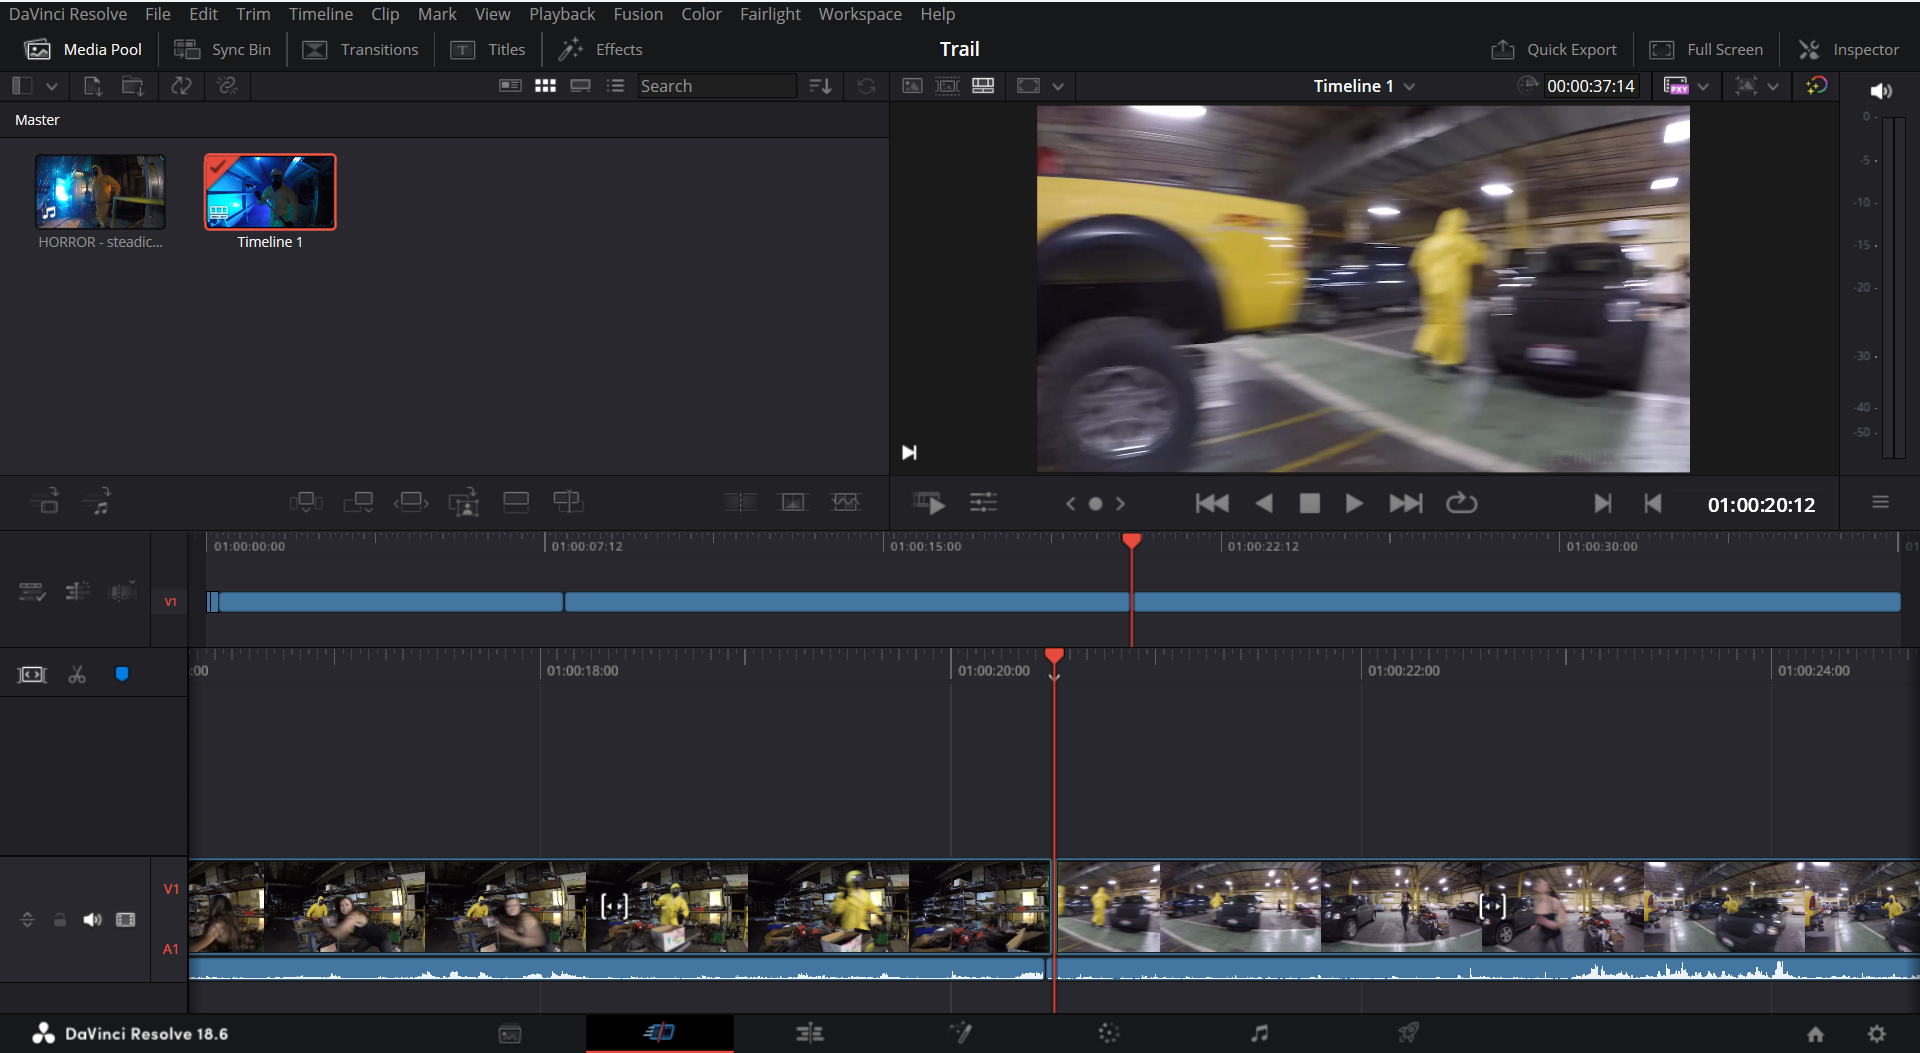 DaVinci Resolve File Edit Trim Timeline Clip Mark View Playback Fusion Color Fairlight Workspace Help
Media Pool Sync Bin Transitions Titles Effects Trail Quick Export Full Screen Inspector
Search Timeline 1 00:00:37:14
Master
HORROR - steadic...
Timeline 1
0
-5
-10
-15
-20
-30
-40
-50
01:00:20:12
01:00:00:00 01:00:07:12 01:00:15:00 01:00:22:12 01:00:30:00 01
V1
:00 01:00:18:00 01:00:20:00 01:00:22:00 01:00:24:00
V1
A1
DaVinci Resolve 18.6